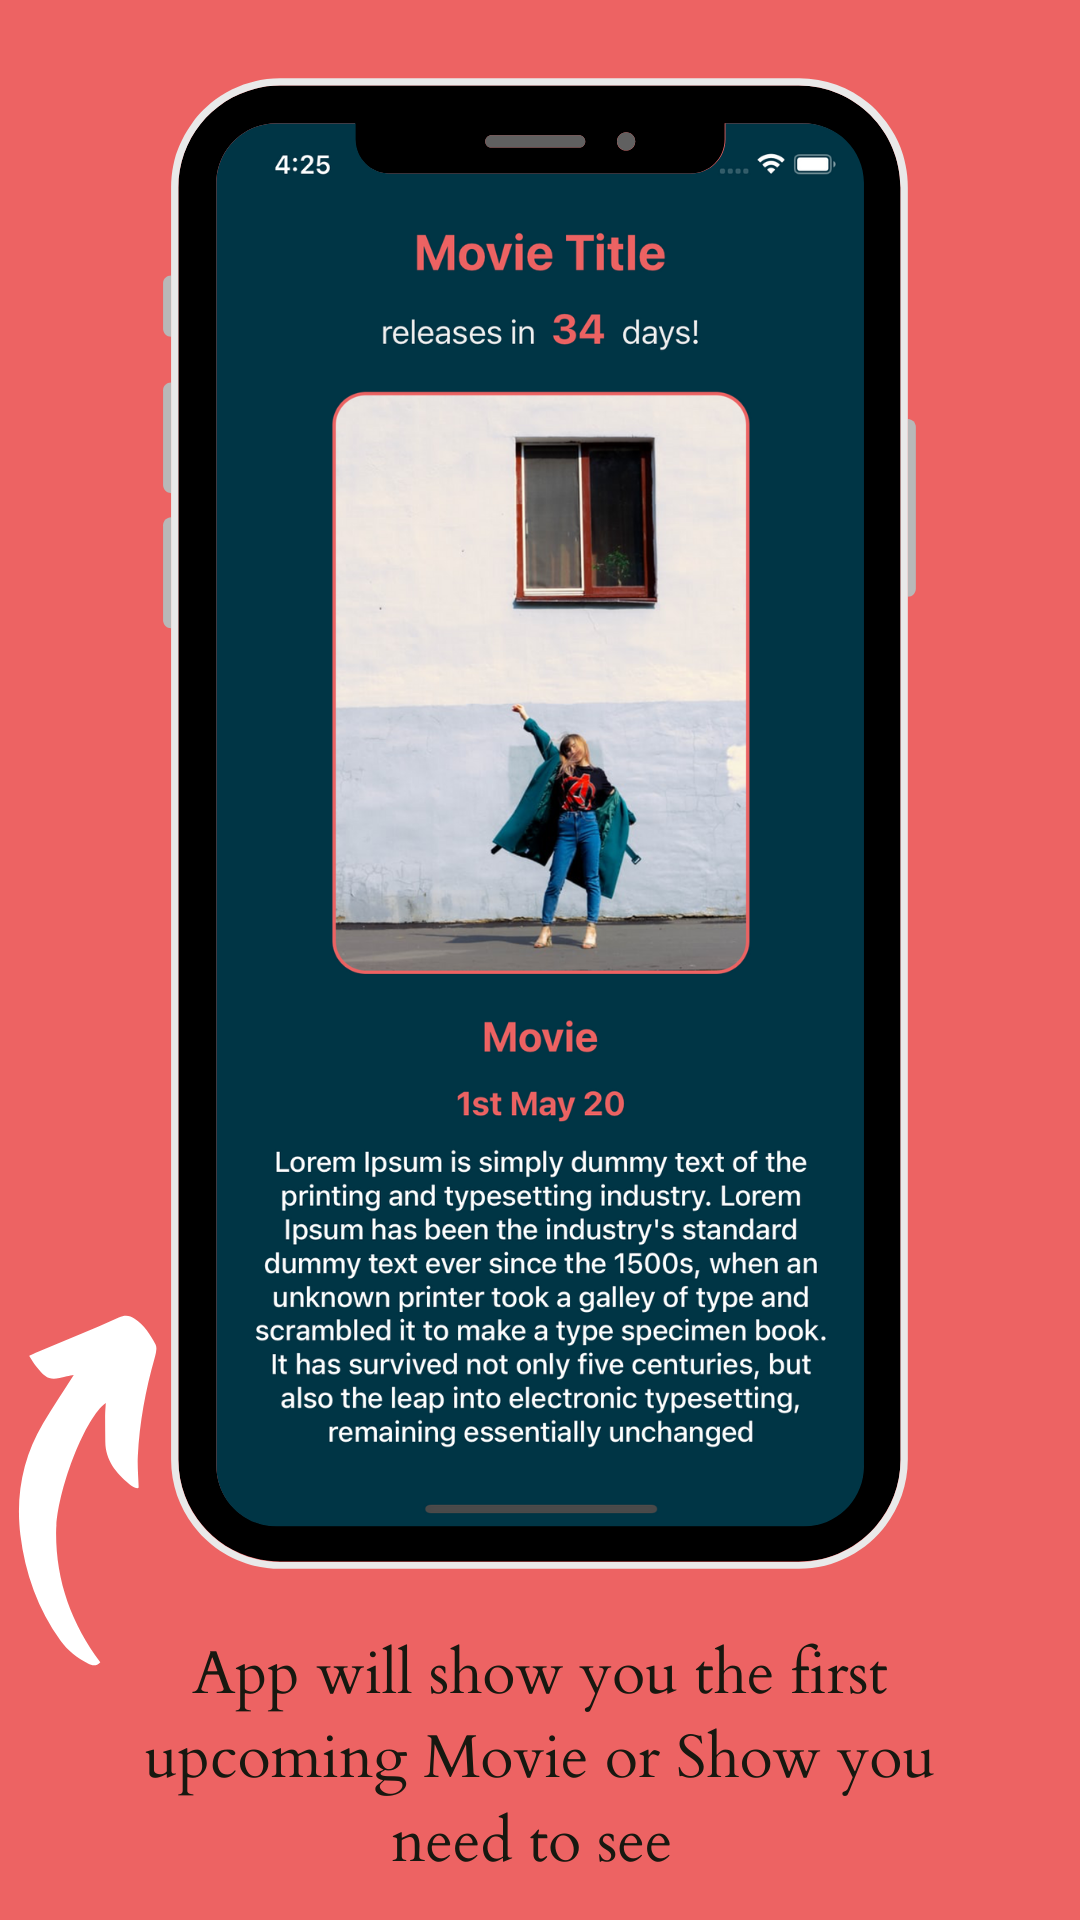 4:25
Movie Title
releases in 34 days!
Movie
1st May 20
Lorem Ipsum is simply dummy text of the
printing and typesetting industry. Lorem
Ipsum has been the industry's standard
dummy text ever since the 1500s, when an
unknown printer took a galley of type and
scrambled it to make a type specimen book.
It has survived not only five centuries, but
also the leap into electronic typesetting,
remaining essentially unchanged
App will show you the first
upcoming Movie or Show you
need to see